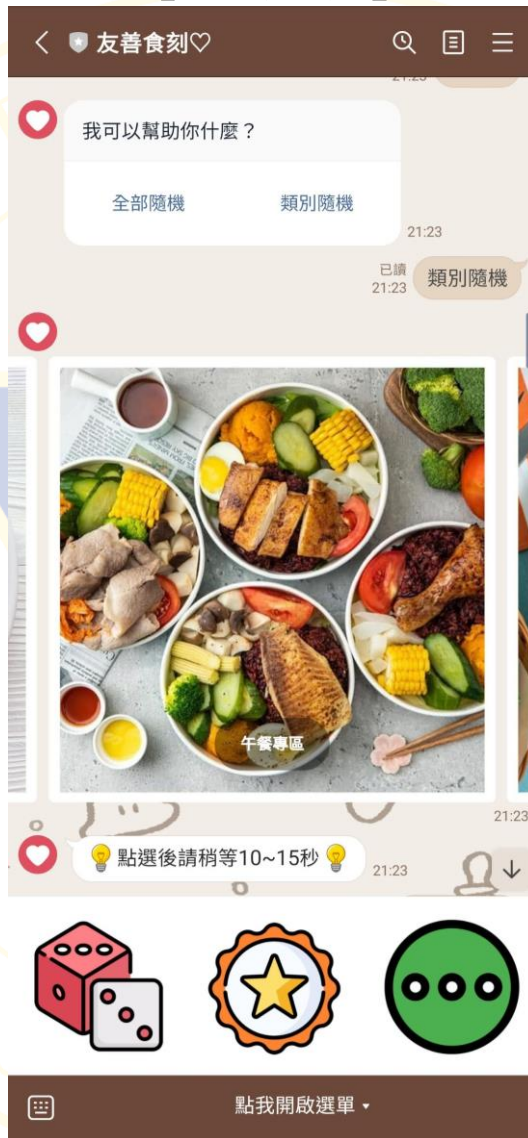 友善食刻♡
21:23
我可以幫助你什麼？
全部隨機 類別隨機
21:23
已讀
21:23
類別隨機
午餐專區
21:23
💡點選後請稍等10~15秒💡
21:23
點我開啟選單